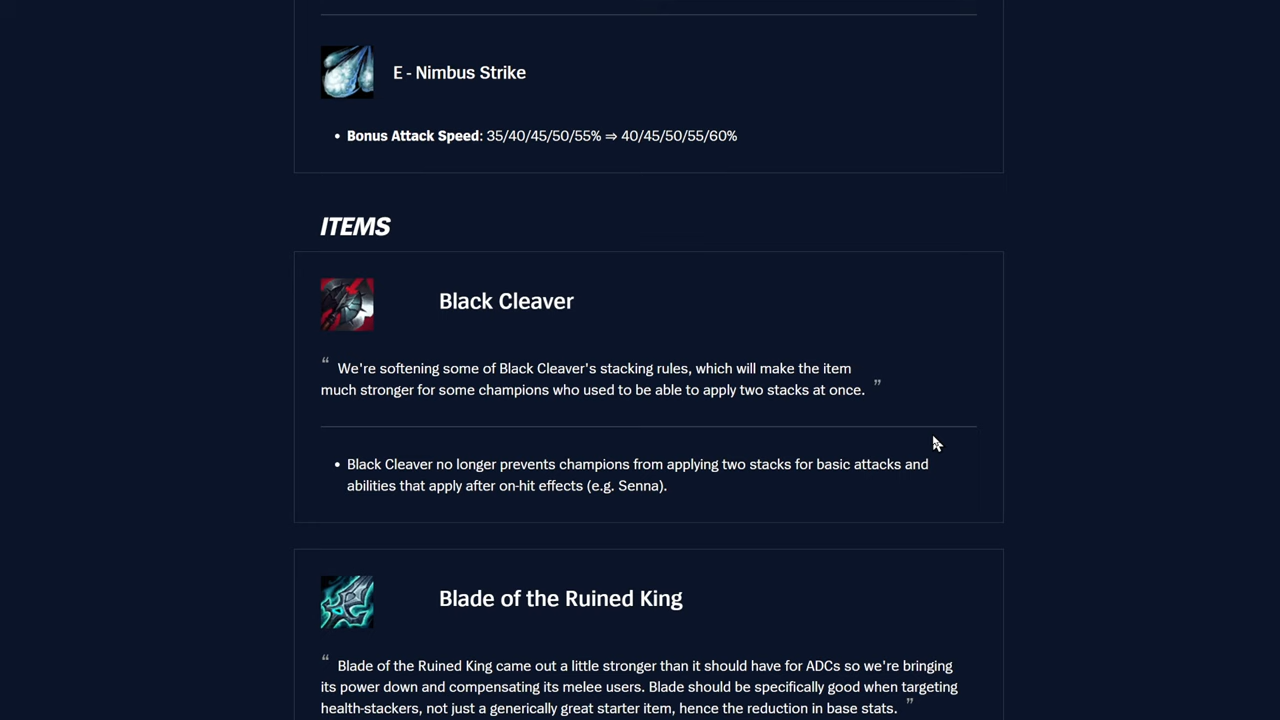 E - Nimbus Strike
• Bonus Attack Speed: 35/40/45/50/55% ⇒ 40/45/50/55/60%
ITEMS
Black Cleaver
“ We're softening some of Black Cleaver's stacking rules, which will make the item
much stronger for some champions who used to be able to apply two stacks at once. ”
• Black Cleaver no longer prevents champions from applying two stacks for basic attacks and
abilities that apply after on-hit effects (e.g. Senna).
Blade of the Ruined King
“ Blade of the Ruined King came out a little stronger than it should have for ADCs so we're bringing
its power down and compensating its melee users. Blade should be specifically good when targeting
health-stackers, not just a generically great starter item, hence the reduction in base stats. ”